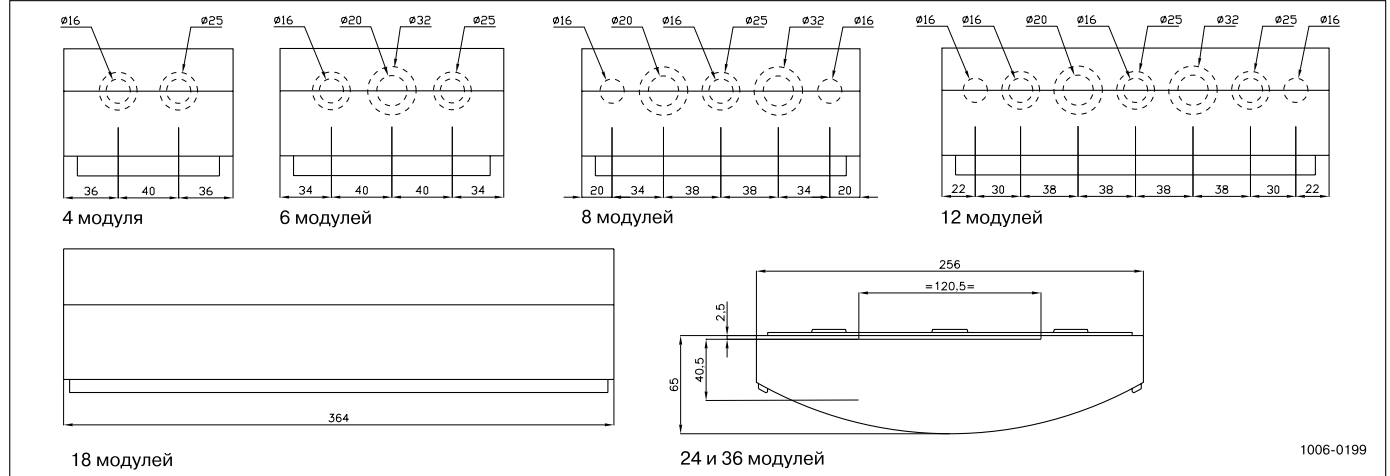 ø16 ø25 ø16 ø20 ø32 ø25 ø16 ø20 ø16 ø25 ø32 ø16 ø16 ø16 ø20 ø16 ø25 ø32 ø25 ø16
36 40 36 34 40 40 34 20 34 38 38 34 20 22 30 38 38 38 38 30 22
4 модуля 6 модулей 8 модулей 12 модулей
256
=120,5=
2,5
40,5
65
364
18 модулей 24 и 36 модулей 1006-0199